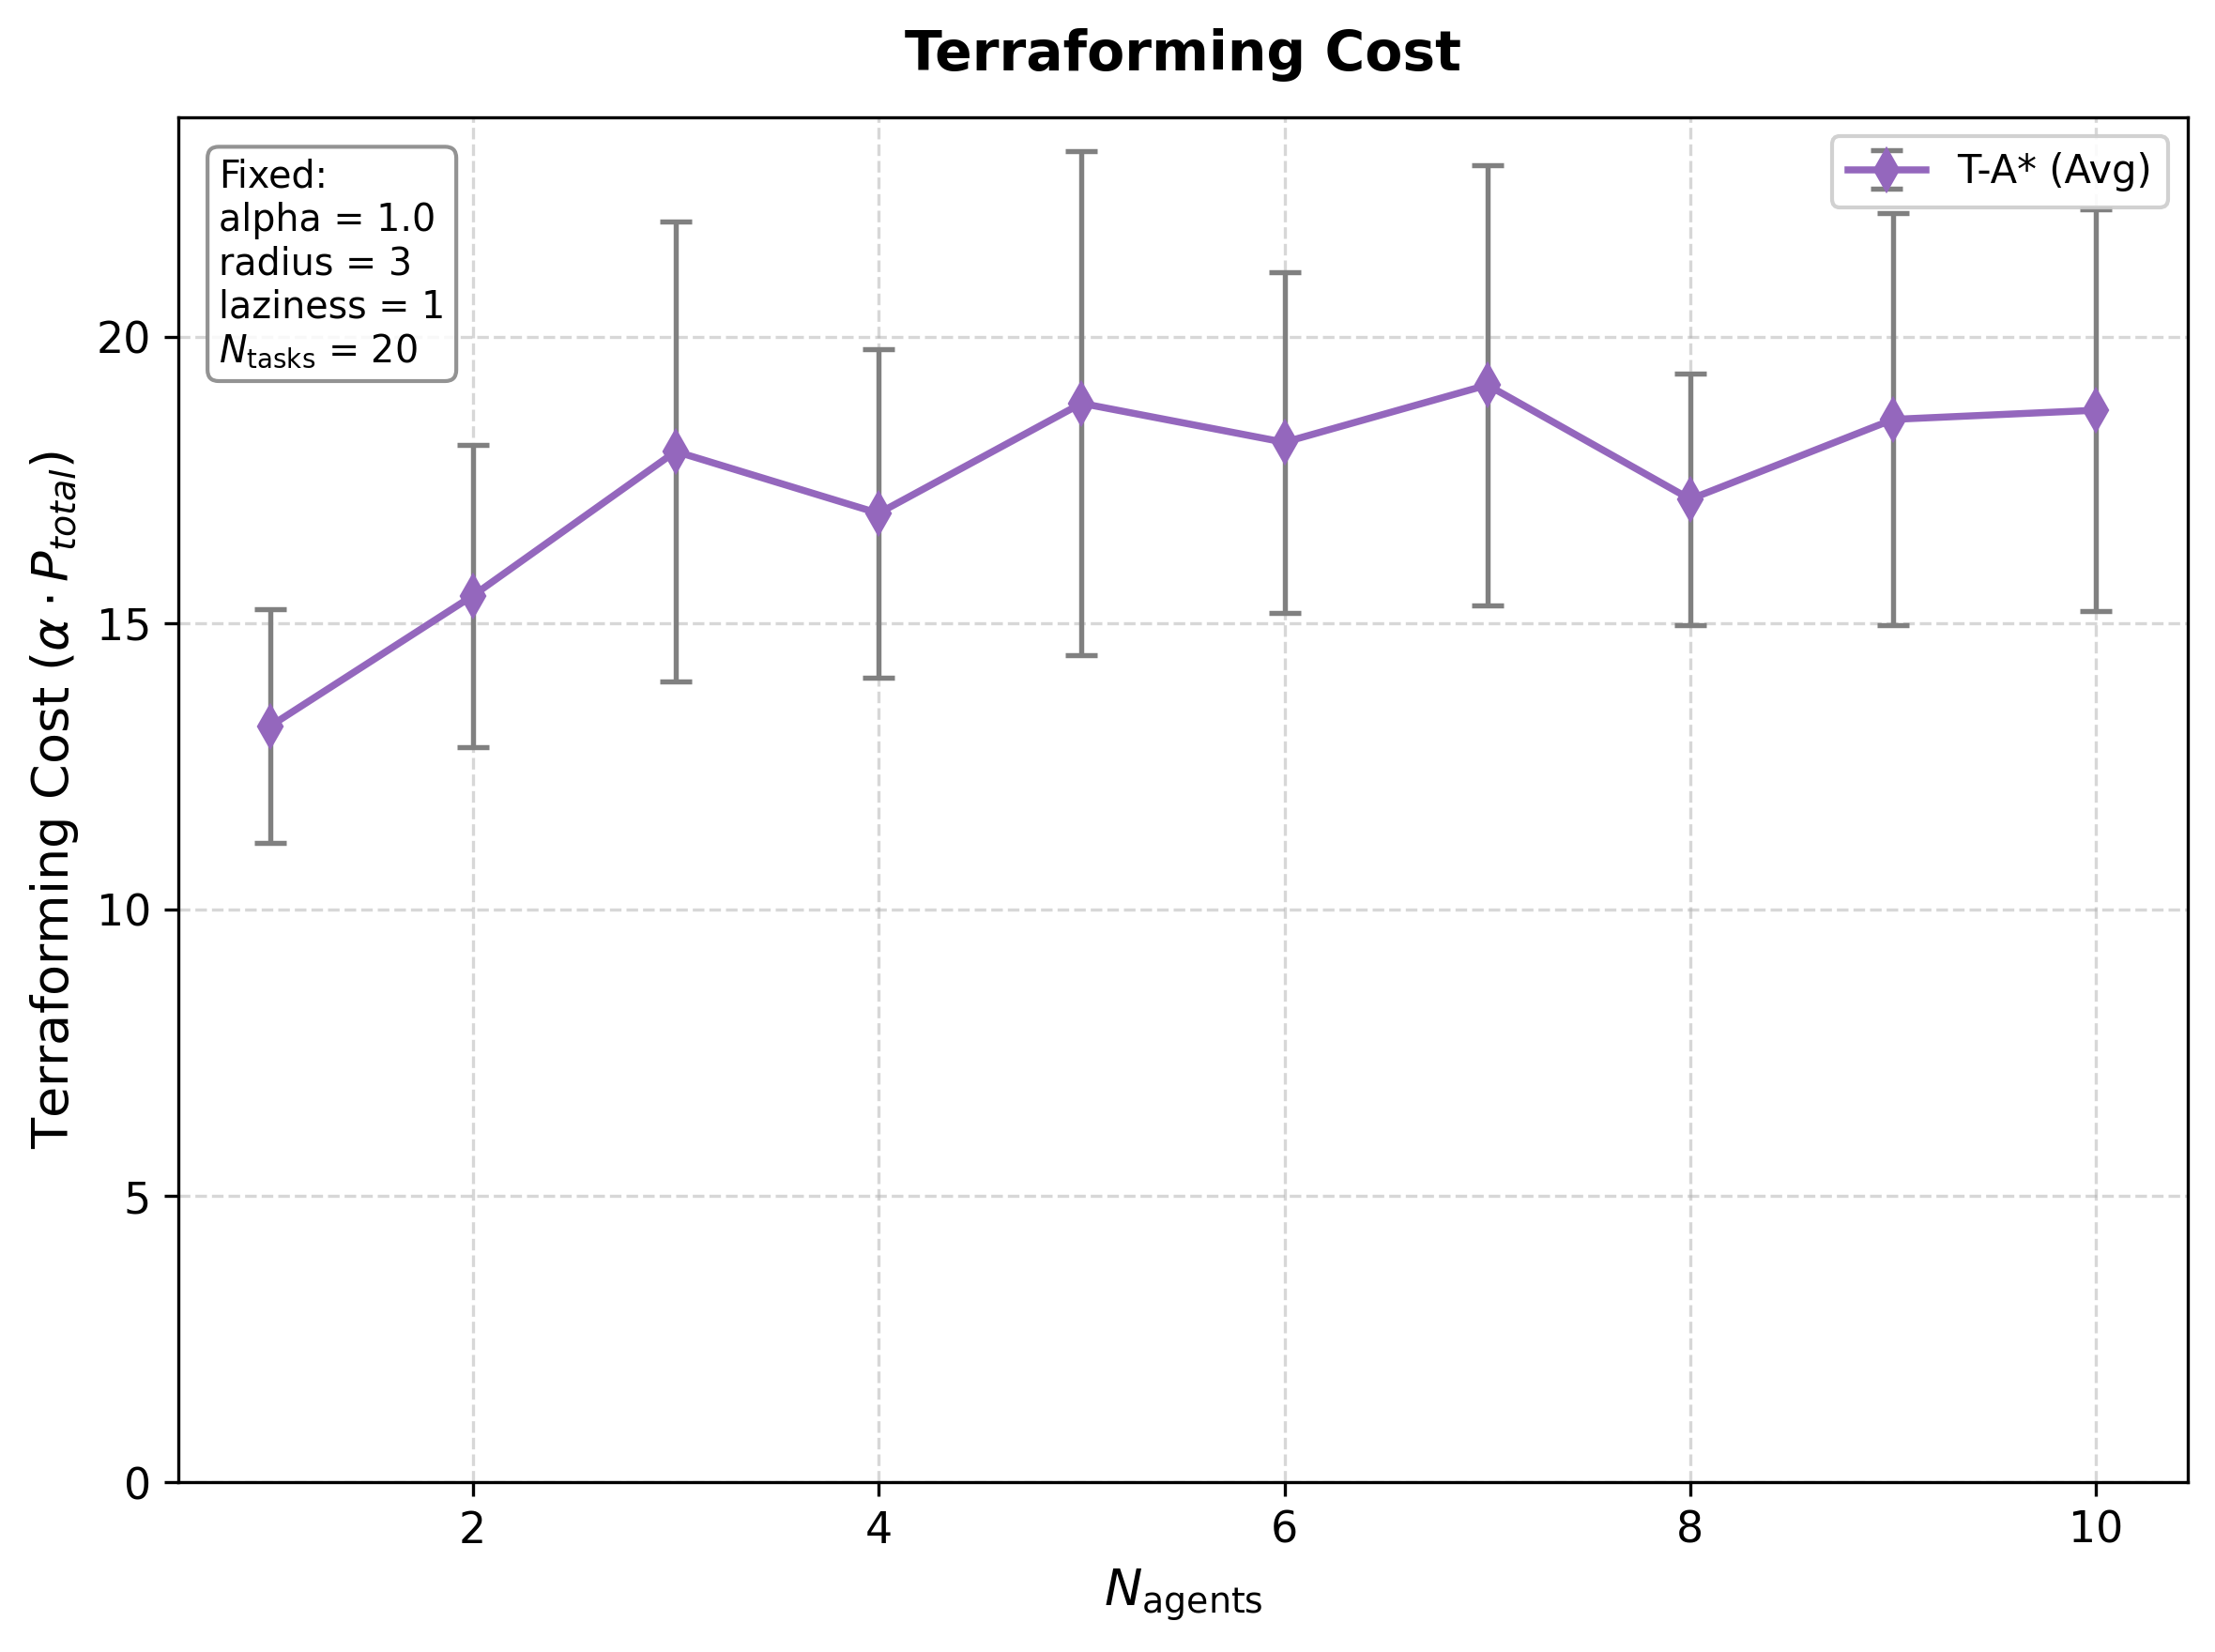 Terraforming Cost
Fixed:
alpha = 1.0
radius = 3
laziness = 1
N_tasks = 20
T-A* (Avg)
Terraforming Cost (α · P_total)
20
15
10
5
0
2 4 6 8 10
N_agents